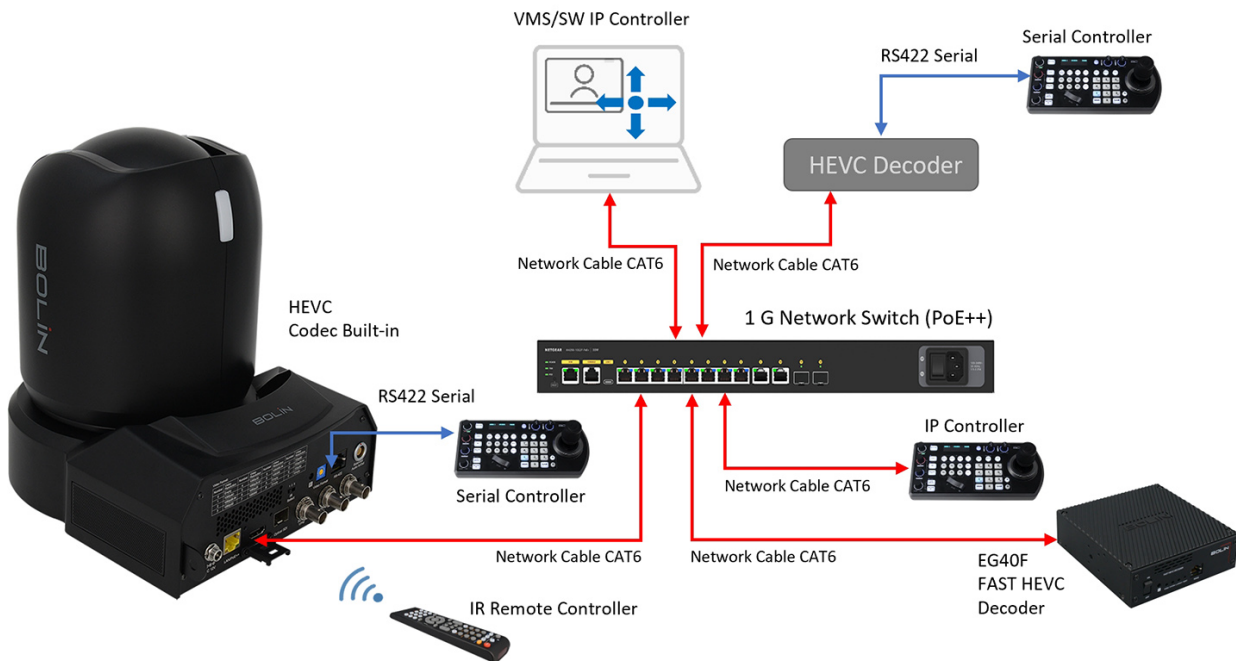 VMS/SW IP Controller
Serial Controller
RS422 Serial
HEVC Decoder
Network Cable CAT6
Network Cable CAT6
HEVC
Codec Built-in
1 G Network Switch (PoE++)
NETGEAR
BOLIN
BOLIN
RS422 Serial
Serial Controller
IP Controller
Network Cable CAT6
Network Cable CAT6
Network Cable CAT6
EG40F
FAST HEVC
Decoder
BOLIN
IR Remote Controller